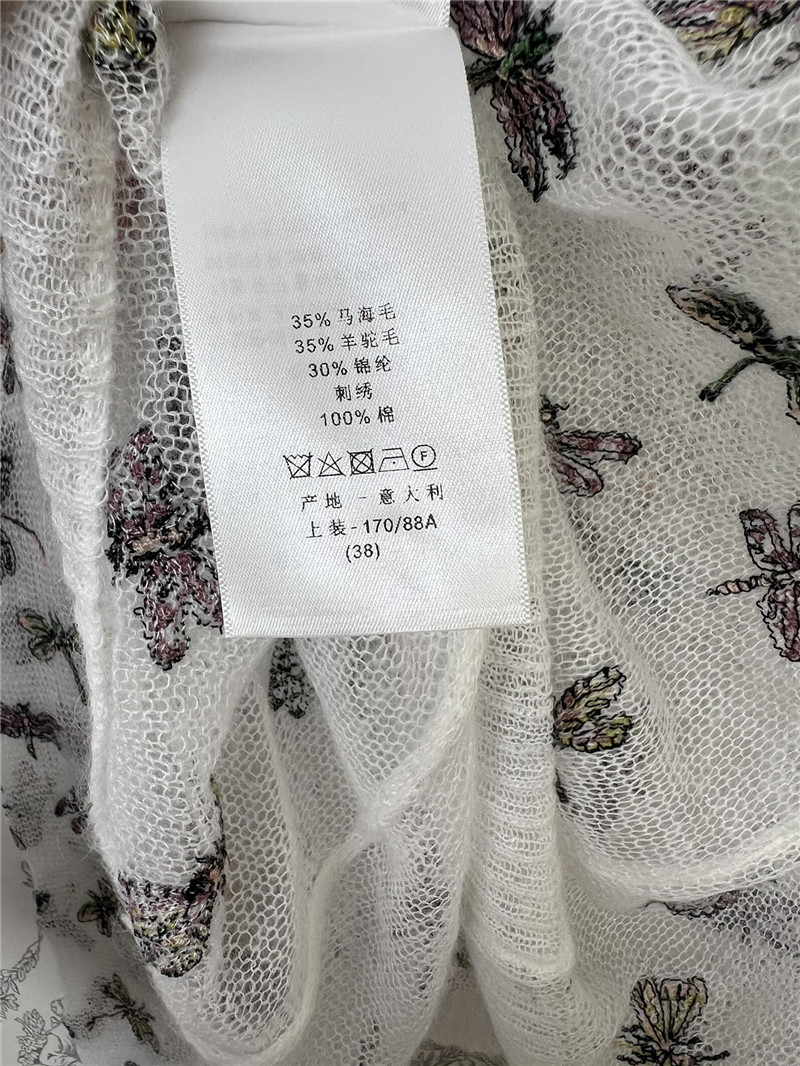 35% 马海毛
35% 羊驼毛
30% 锦纶
刺绣
100% 棉
F
产地 - 意大利
上装-170/88A
(38)